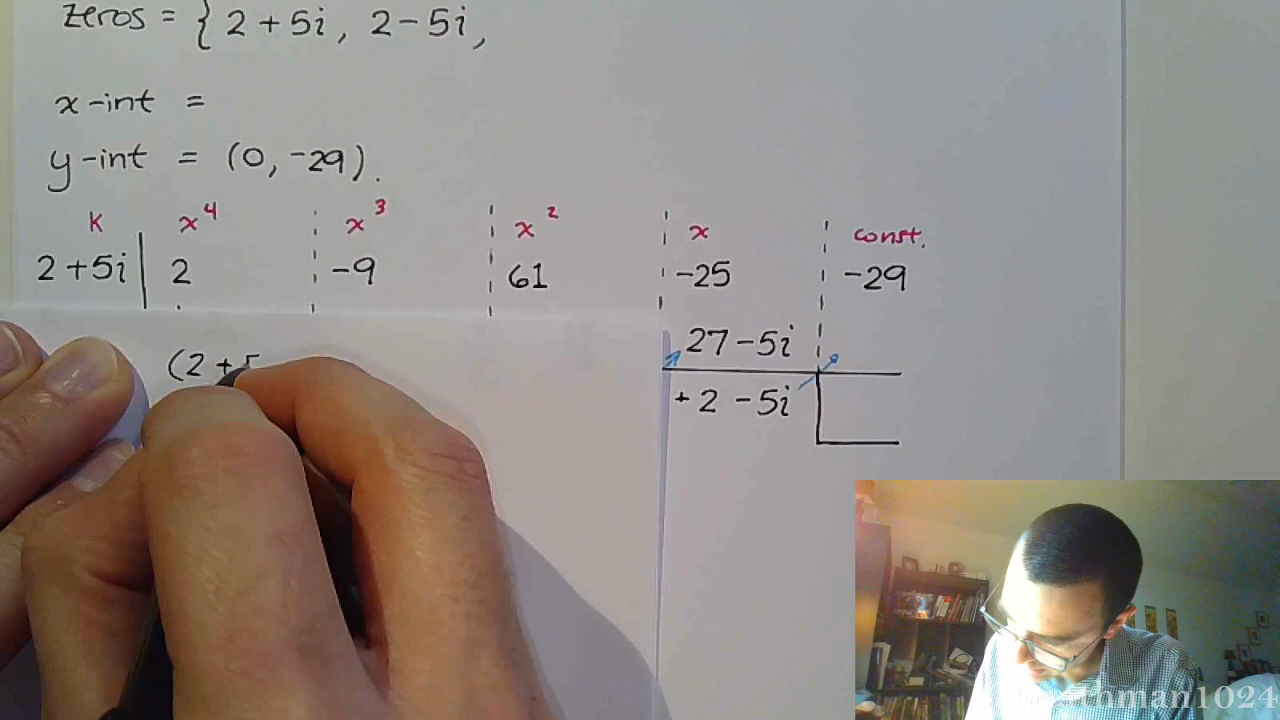 zeros = { 2 + 5i, 2 - 5i,
x-int =
y-int = (0, -29).
K x⁴ x³ x² x const.
2 + 5i 2 -9 61 -25 -29
27 - 5i
(2 +
+ 2 - 5i